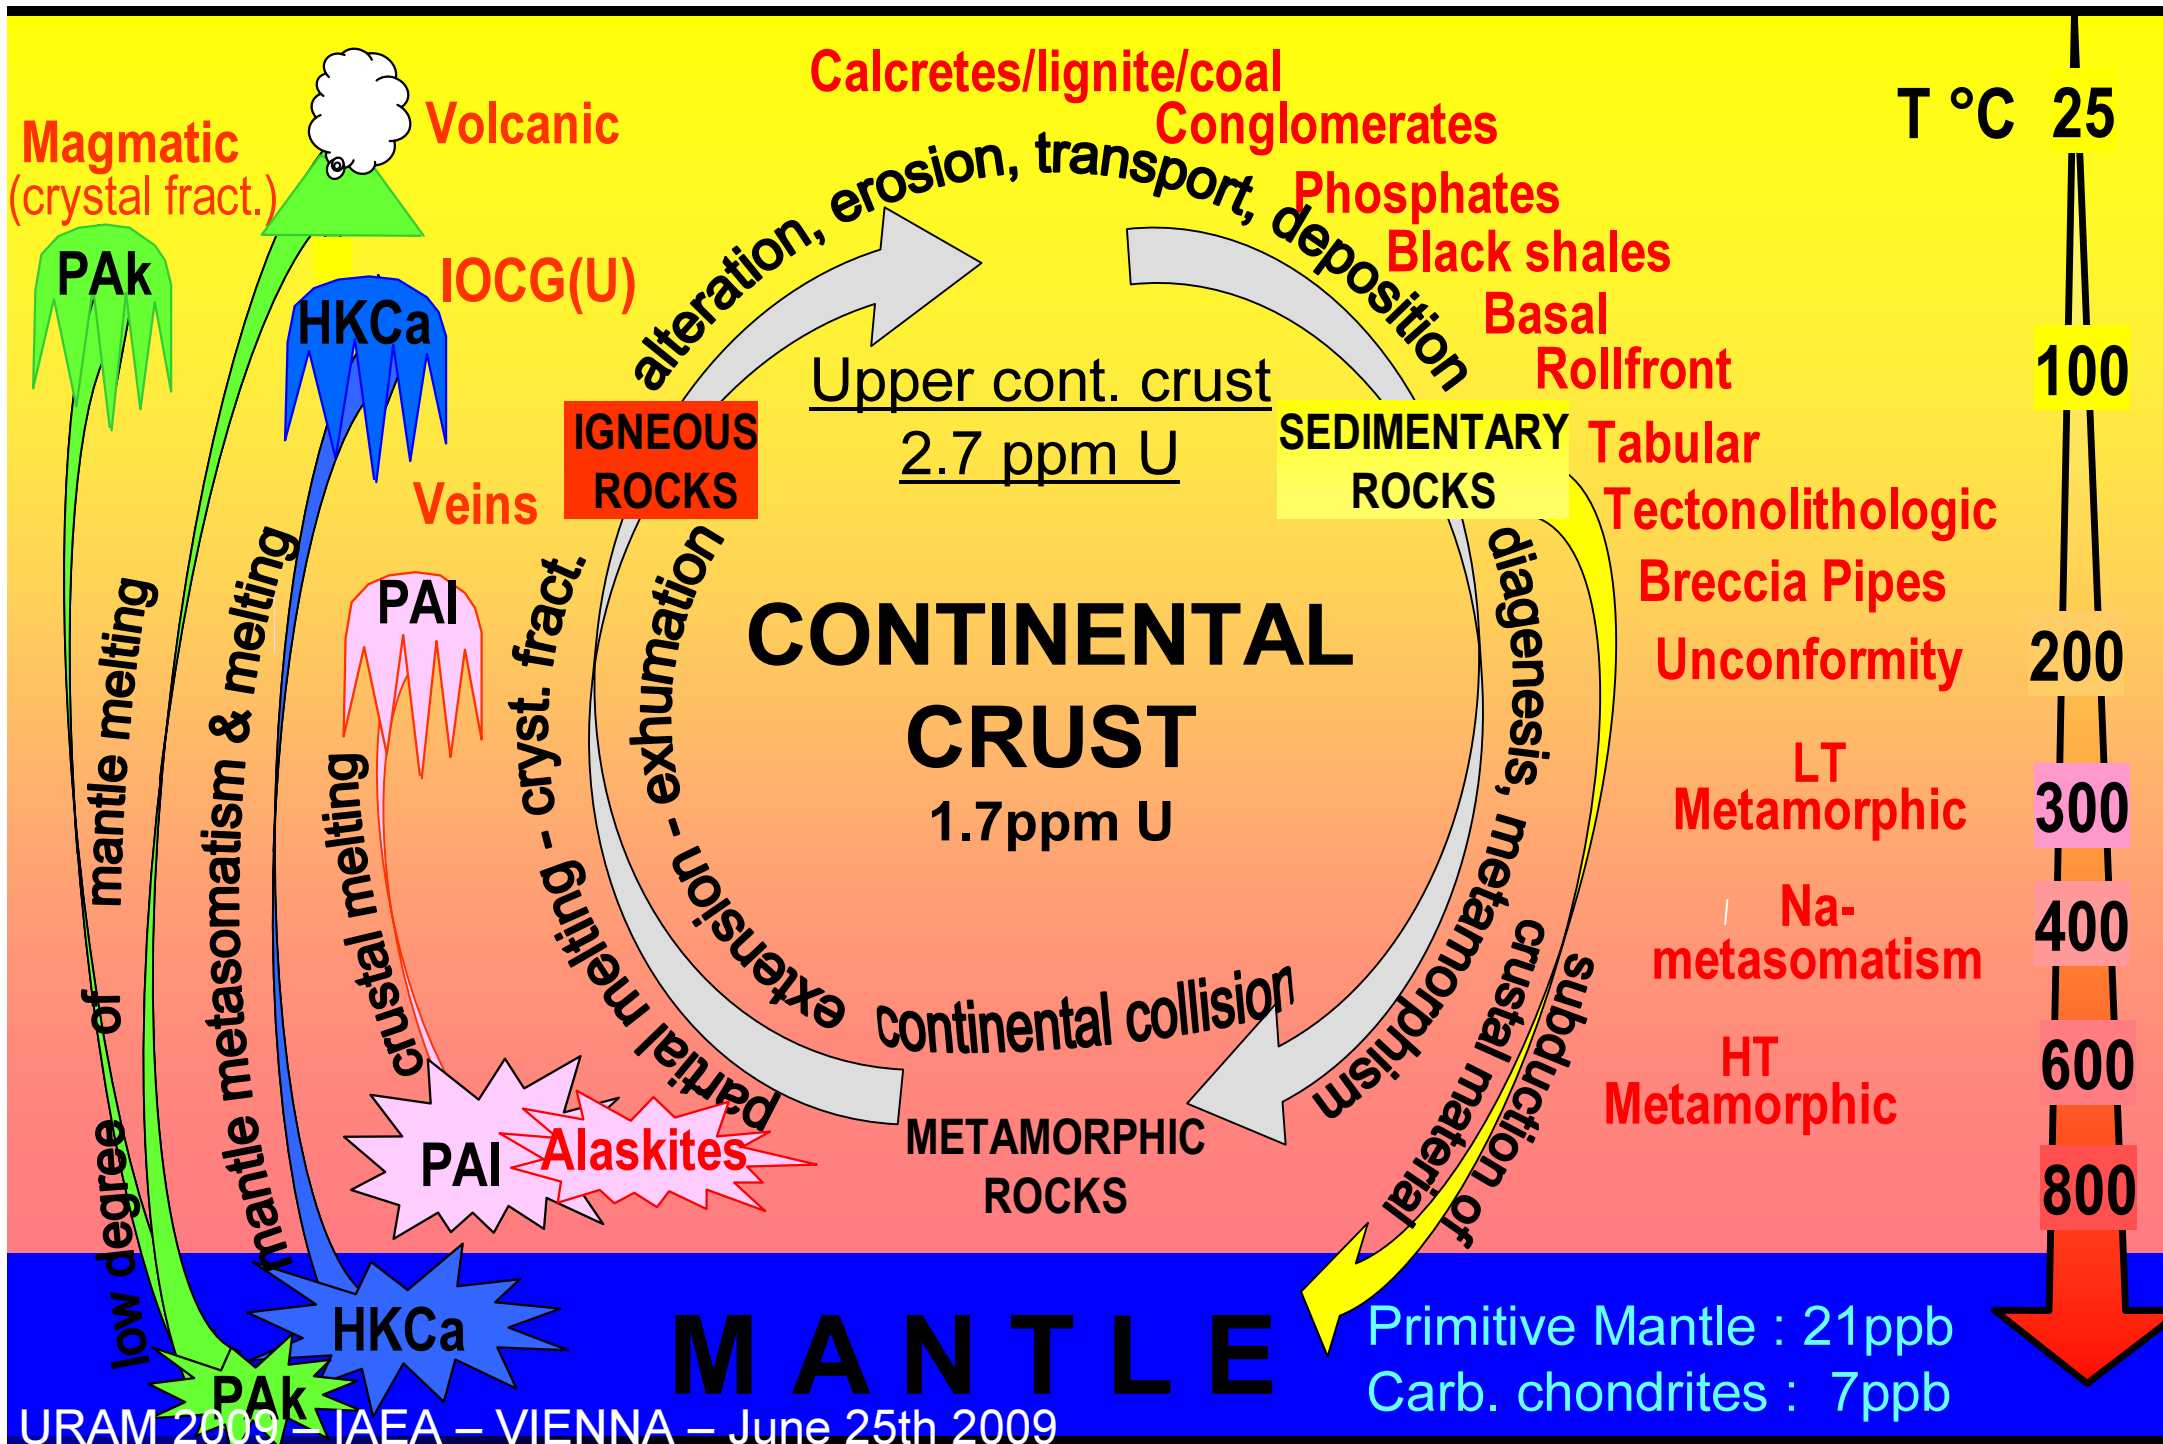 Calcretes/lignite/coal
T °C 25
Volcanic
Conglomerates
Magmatic
(crystal fract.)
alteration, erosion, transport, deposition
Phosphates
Black shales
PAk
IOCG(U)
HKCa
Basal
Rollfront
100
Upper cont. crust
2.7 ppm U
IGNEOUS
ROCKS
SEDIMENTARY
ROCKS
Tabular
Veins
Tectonolithologic
Breccia Pipes
PAl
CONTINENTAL
CRUST
1.7ppm U
Unconformity
200
LT
Metamorphic
300
Na-
metasomatism
400
low degree of mantle melting
mantle metasomatism & melting
crustal melting
partial melting - cryst. fract.
extension - exhumation
continental collision
diagenesis, metamorphism
subduction of
crustal material
HT
Metamorphic
600
PAl
Alaskites
METAMORPHIC
ROCKS
800
HKCa
PAk
MANTLE
Primitive Mantle : 21ppb
Carb. chondrites : 7ppb
URAM 2009 – IAEA – VIENNA – June 25th 2009